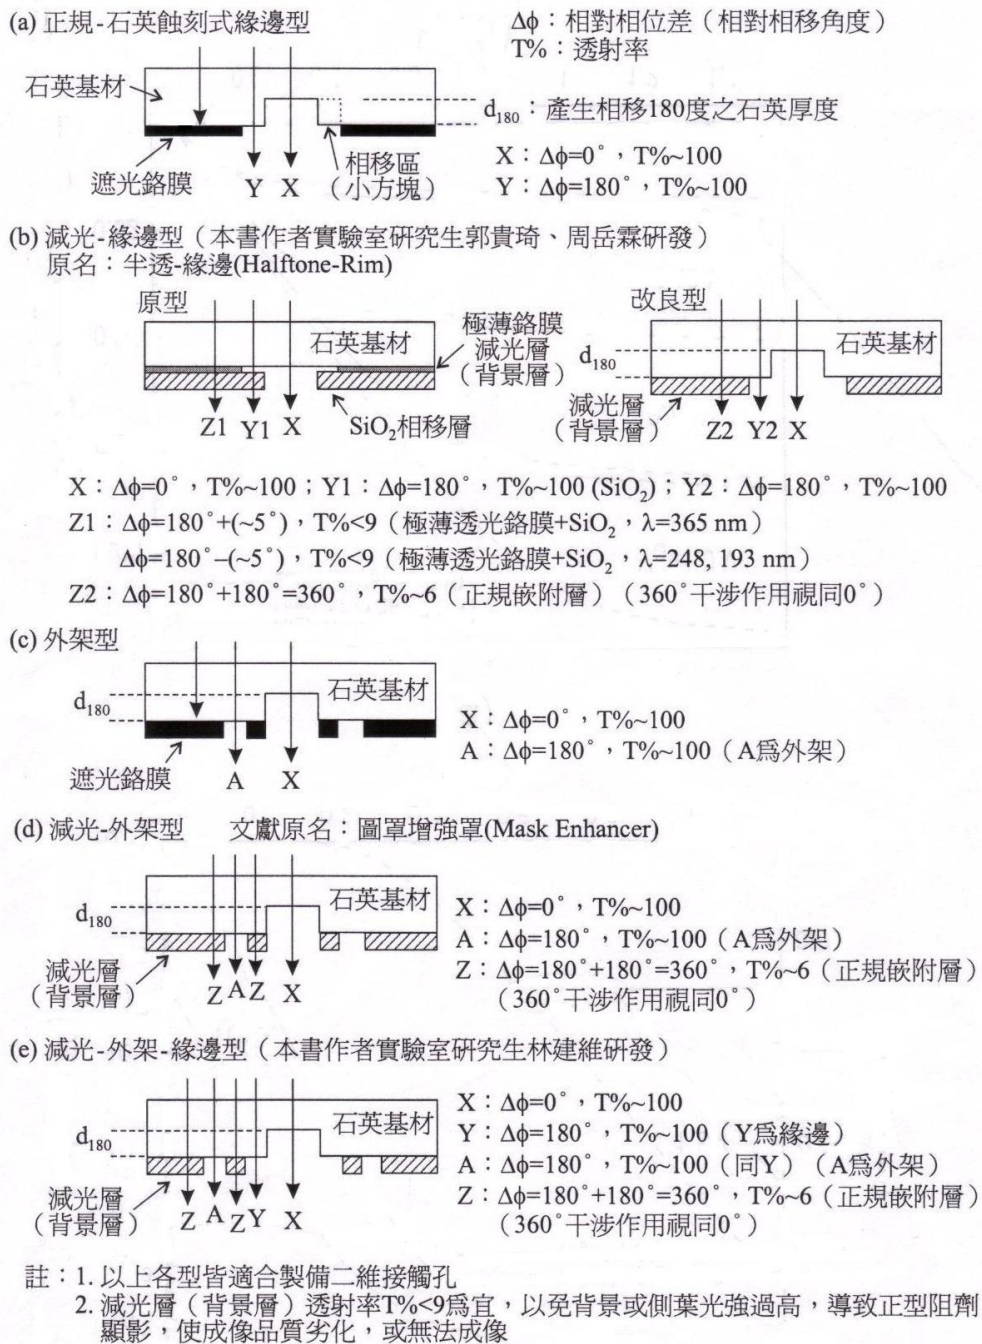 (a) 正規-石英蝕刻式緣邊型
Δϕ：相對相位差（相對相移角度）
T%：透射率
石英基材
d₁₈₀：產生相移180度之石英厚度
遮光鉻膜
Y
X
相移區
（小方塊）
X：Δϕ=0˚，T%~100
Y：Δϕ=180˚，T%~100
(b) 減光-緣邊型（本書作者實驗室研究生郭貴琦、周岳霖研發）
原名：半透-緣邊(Halftone-Rim)
原型
石英基材
極薄鉻膜
減光層
（背景層）
Z1
Y1
X
SiO₂相移層
改良型
d₁₈₀
石英基材
減光層
（背景層）
Z2
Y2
X
X：Δϕ=0˚，T%~100；Y1：Δϕ=180˚，T%~100 (SiO₂)；Y2：Δϕ=180˚，T%~100
Z1：Δϕ=180˚+(~5˚)，T%<9（極薄透光鉻膜+SiO₂，λ=365 nm）
Δϕ=180˚–(~5˚)，T%<9（極薄透光鉻膜+SiO₂，λ=248, 193 nm）
Z2：Δϕ=180˚+180˚=360˚，T%~6（正規嵌附層）（360˚干涉作用視同0˚）
(c) 外架型
d₁₈₀
石英基材
遮光鉻膜
A
X
X：Δϕ=0˚，T%~100
A：Δϕ=180˚，T%~100（A為外架）
(d) 減光-外架型 文獻原名：圖罩增強罩(Mask Enhancer)
d₁₈₀
石英基材
減光層
（背景層）
Z
A
Z
X
X：Δϕ=0˚，T%~100
A：Δϕ=180˚，T%~100（A為外架）
Z：Δϕ=180˚+180˚=360˚，T%~6（正規嵌附層）
（360˚干涉作用視同0˚）
(e) 減光-外架-緣邊型（本書作者實驗室研究生林建維研發）
d₁₈₀
石英基材
減光層
（背景層）
Z
A
Z
Y
X
X：Δϕ=0˚，T%~100
Y：Δϕ=180˚，T%~100（Y為緣邊）
A：Δϕ=180˚，T%~100（同Y）（A為外架）
Z：Δϕ=180˚+180˚=360˚，T%~6（正規嵌附層）
（360˚干涉作用視同0˚）
註：1. 以上各型皆適合製備二維接觸孔
2. 減光層（背景層）透射率T%<9為宜，以免背景或側葉光強過高，導致正型阻劑
顯影，使成像品質劣化，或無法成像